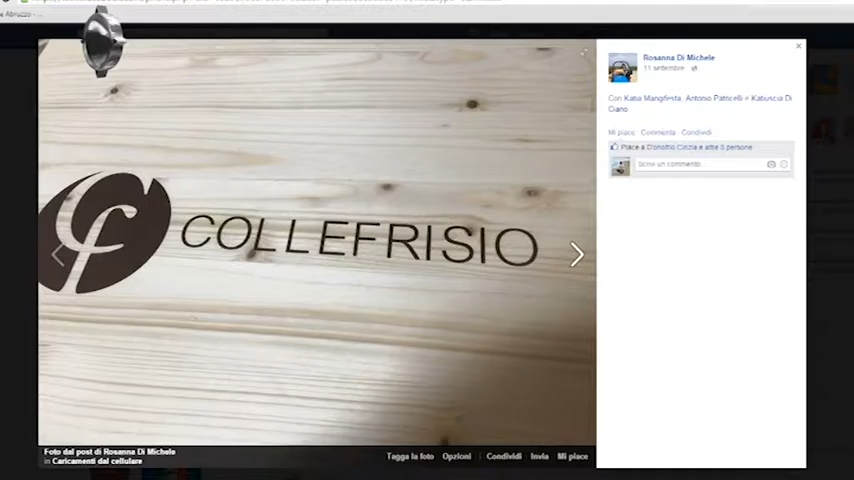 COLLEFRISIO
Rosanna Di Michele
11 settembre
Con Katia Mangifesta, Antonio Patricelli e Katiuscia Di
Ciano
Mi piace Commenta Condividi
Piace a D'onofrio Cinzia e altre 8 persone
Scrivi un commento...
Foto dal post di Rosanna Di Michele
in Caricamenti dal cellulare
Tagga la foto Opzioni Condividi Invia Mi piace